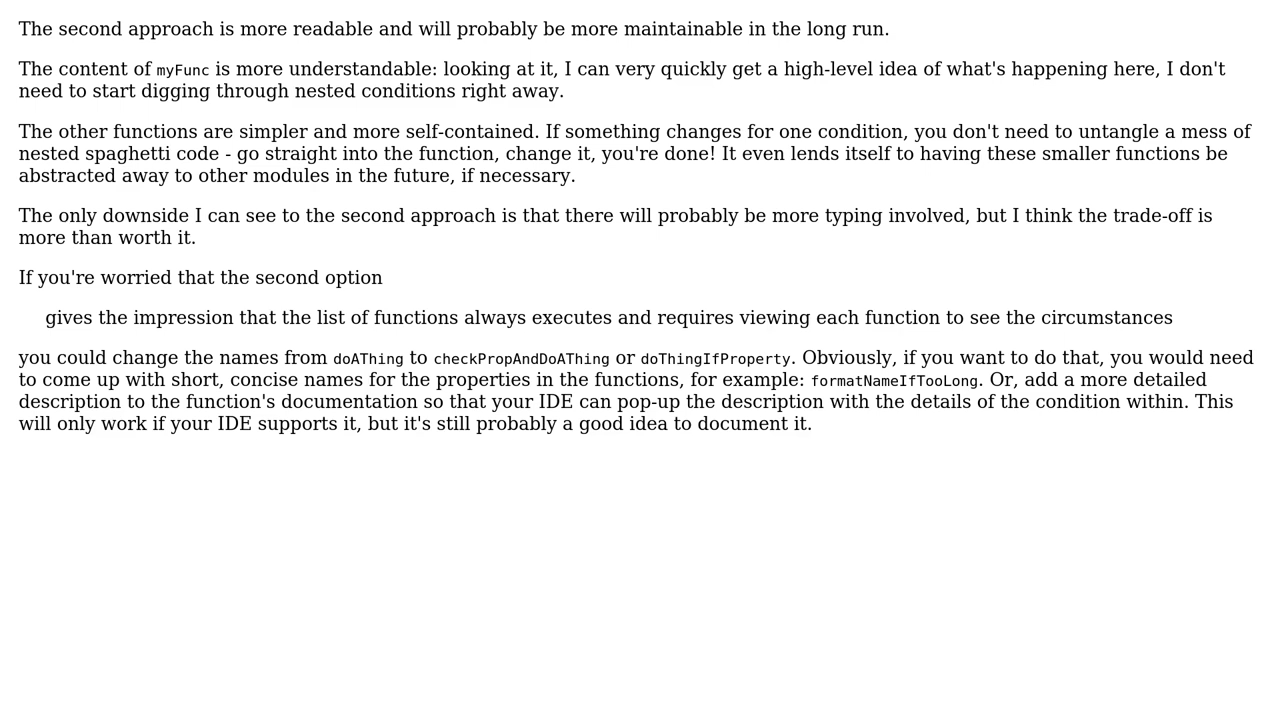 The second approach is more readable and will probably be more maintainable in the long run.
The content of myFunc is more understandable: looking at it, I can very quickly get a high-level idea of what's happening here, I don't
need to start digging through nested conditions right away.
The other functions are simpler and more self-contained. If something changes for one condition, you don't need to untangle a mess of
nested spaghetti code - go straight into the function, change it, you're done! It even lends itself to having these smaller functions be
abstracted away to other modules in the future, if necessary.
The only downside I can see to the second approach is that there will probably be more typing involved, but I think the trade-off is
more than worth it.
If you're worried that the second option
gives the impression that the list of functions always executes and requires viewing each function to see the circumstances
you could change the names from doAThing to checkPropAndDoAThing or doThingIfProperty. Obviously, if you want to do that, you would need
to come up with short, concise names for the properties in the functions, for example: formatNameIfTooLong. Or, add a more detailed
description to the function's documentation so that your IDE can pop-up the description with the details of the condition within. This
will only work if your IDE supports it, but it's still probably a good idea to document it.